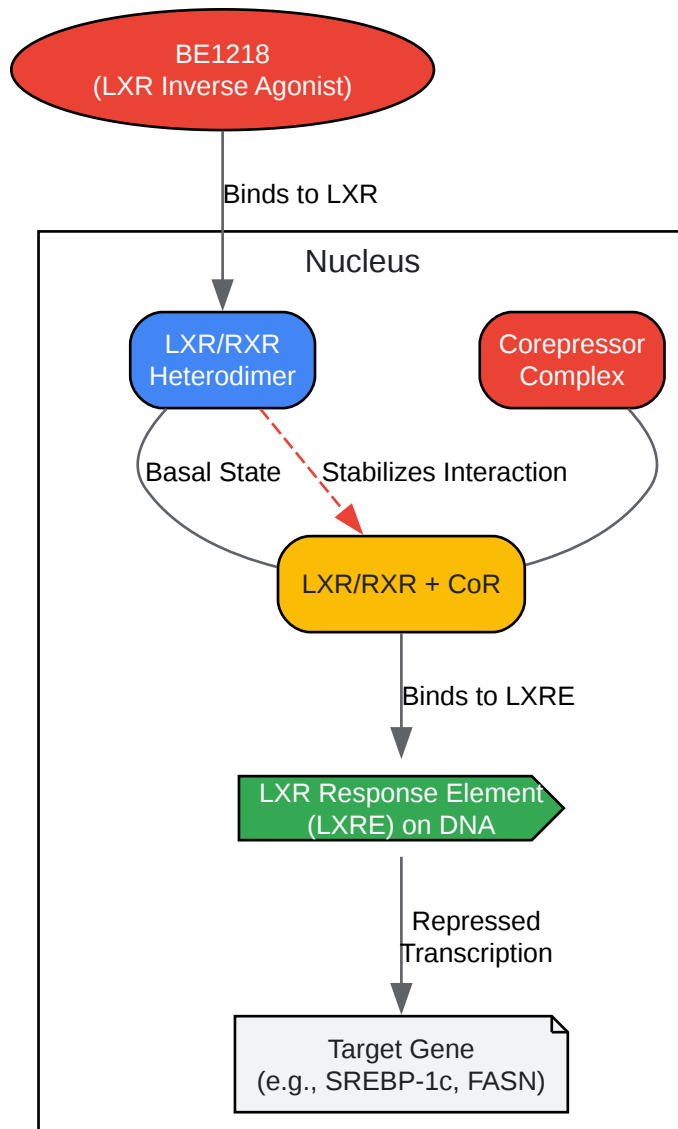 BE1218
(LXR Inverse Agonist)
Binds to LXR
Nucleus
LXR/RXR
Heterodimer
Corepressor
Complex
Basal State
Stabilizes Interaction
LXR/RXR + CoR
Binds to LXRE
LXR Response Element
(LXRE) on DNA
Repressed
Transcription
Target Gene
(e.g., SREBP-1c, FASN)